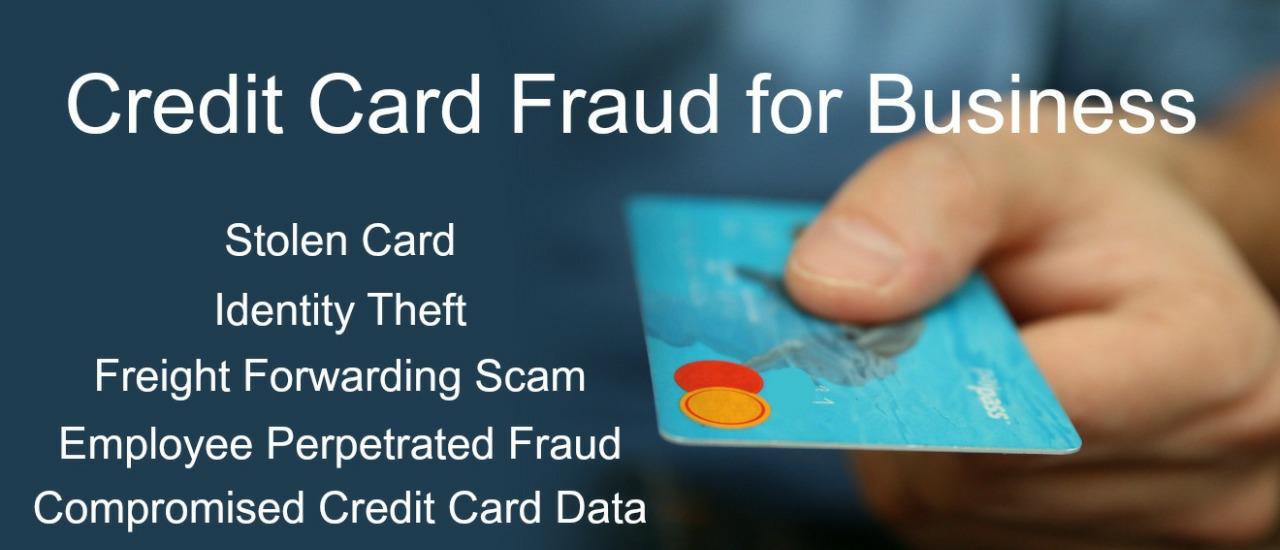 Credit Card Fraud for Business
Stolen Card
Identity Theft
Freight Forwarding Scam
Employee Perpetrated Fraud
Compromised Credit Card Data